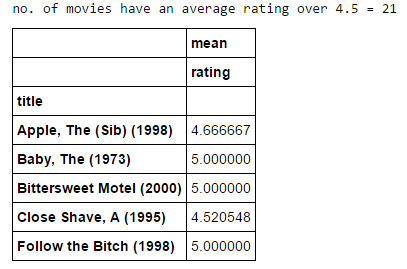 no. of movies have an average rating over 4.5 = 21
mean
rating
title
Apple, The (Sib) (1998) 4.666667
Baby, The (1973) 5.000000
Bittersweet Motel (2000) 5.000000
Close Shave, A (1995) 4.520548
Follow the Bitch (1998) 5.000000